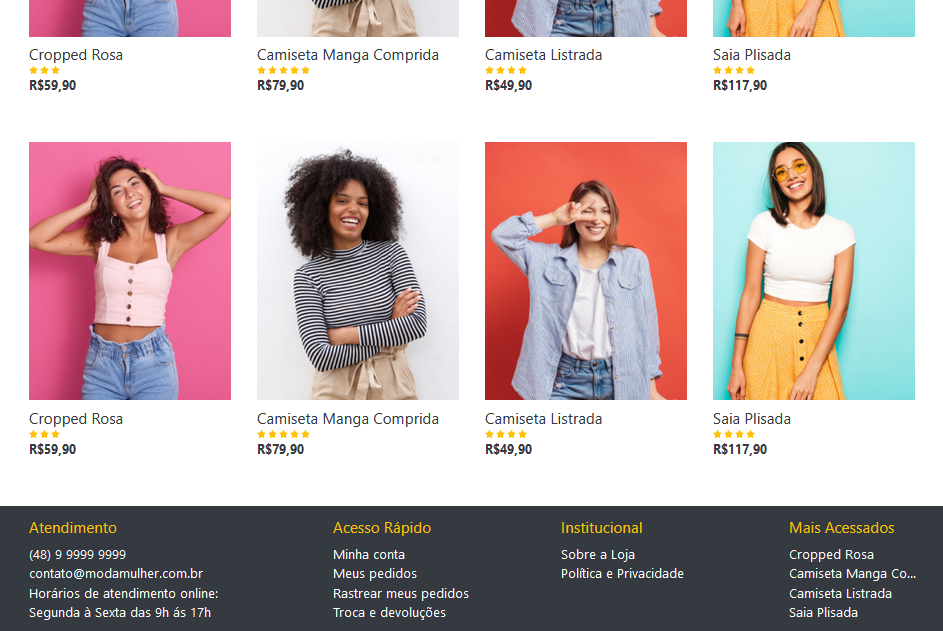 Cropped Rosa
R$59,90
Camiseta Manga Comprida
R$79,90
Camiseta Listrada
R$49,90
Saia Plisada
R$117,90
Cropped Rosa
R$59,90
Camiseta Manga Comprida
R$79,90
Camiseta Listrada
R$49,90
Saia Plisada
R$117,90
Atendimento
(48) 9 9999 9999
contato@modamulher.com.br
Horários de atendimento online:
Segunda à Sexta das 9h ás 17h
Acesso Rápido
Minha conta
Meus pedidos
Rastrear meus pedidos
Troca e devoluções
Institucional
Sobre a Loja
Política e Privacidade
Mais Acessados
Cropped Rosa
Camiseta Manga Co...
Camiseta Listrada
Saia Plisada